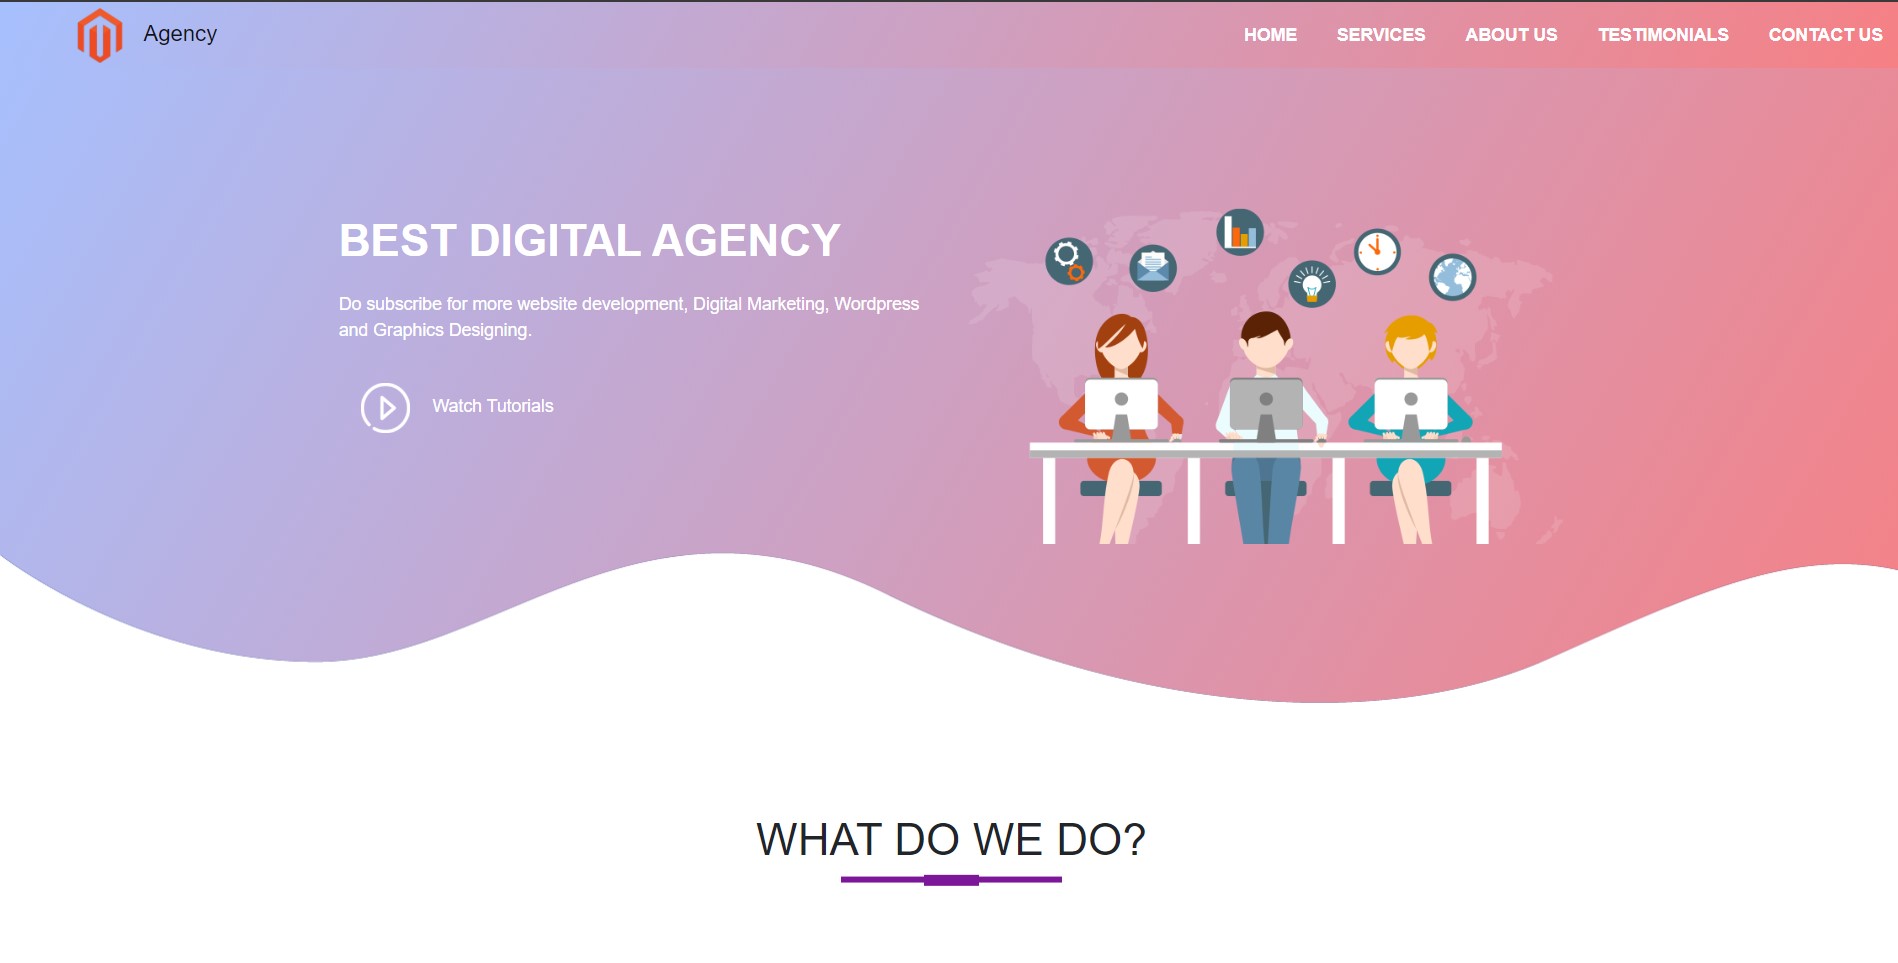 Agency
HOME SERVICES ABOUT US TESTIMONIALS CONTACT US
BEST DIGITAL AGENCY
Do subscribe for more website development, Digital Marketing, Wordpress
and Graphics Designing.
Watch Tutorials
WHAT DO WE DO?